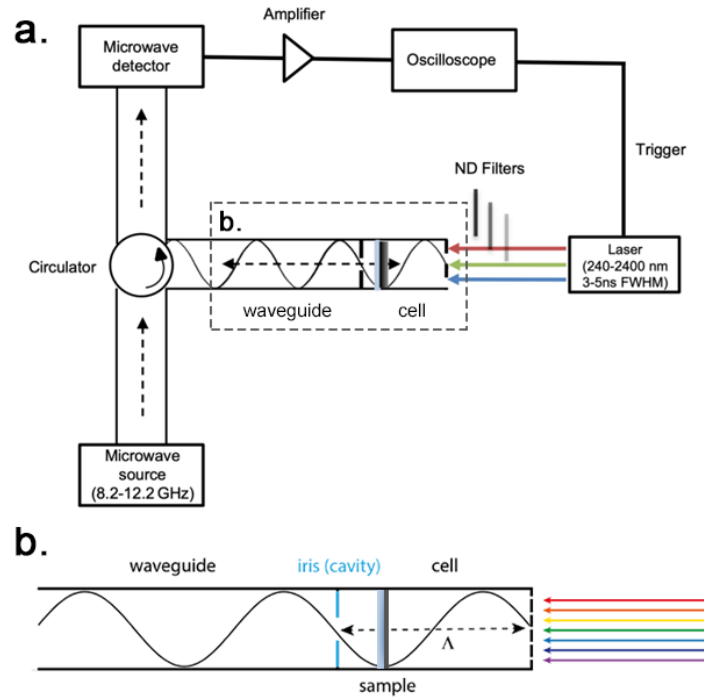 a.
Microwave
detector
Amplifier
Oscilloscope
Trigger
ND Filters
b.
Circulator
Laser
(240-2400 nm
3-5ns FWHM)
waveguide
cell
Microwave
source
(8.2-12.2 GHz)
b.
waveguide
iris (cavity)
cell
Λ
sample